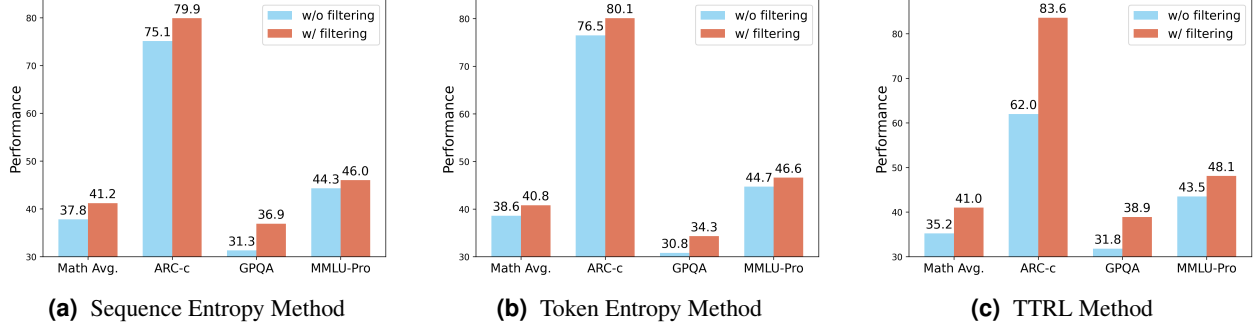 80
70
60
50
40
30
Performance
75.1
79.9
37.8
41.2
31.3
36.9
44.3
46.0
w/o filtering
w/ filtering
Math Avg.
ARC-c
GPQA
MMLU-Pro
(a) Sequence Entropy Method
80
70
60
50
40
30
Performance
76.5
80.1
38.6
40.8
30.8
34.3
44.7
46.6
w/o filtering
w/ filtering
Math Avg.
ARC-c
GPQA
MMLU-Pro
(b) Token Entropy Method
80
70
60
50
40
30
Performance
62.0
83.6
35.2
41.0
31.8
38.9
43.5
48.1
w/o filtering
w/ filtering
Math Avg.
ARC-c
GPQA
MMLU-Pro
(c) TTRL Method